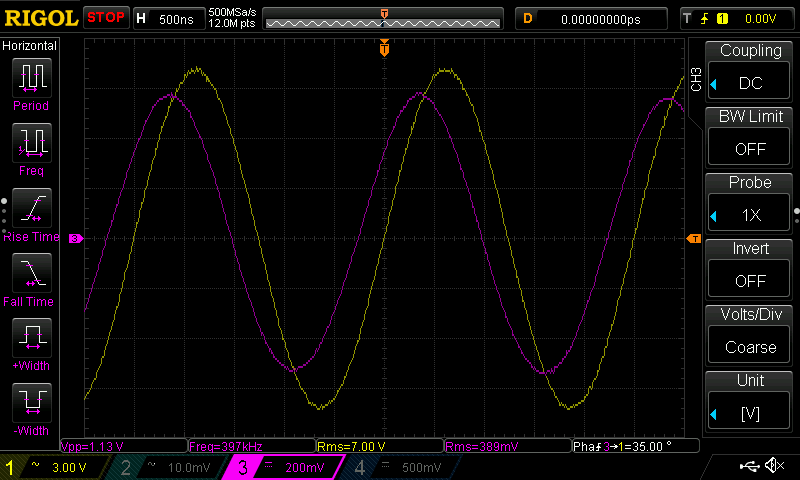 RIGOL STOP H 500ns 500MSa/s D 0.00000000ps T 1 0.00V
12.0M pts
T
Horizontal
Period
Freq
Rise Time
Fall Time
+Width
-Width
3
T
CH3
Coupling
DC
BW Limit
OFF
Probe
1X
Invert
OFF
Volts/Div
Coarse
Unit
[V]
Vpp=1.13 V Freq=397kHz Rms=7.00 V Rms=389mV Pha 3→1=35.00 °
1 ~ 3.00 V 2 ~ 10.0mV 3 200mV 4 500mV